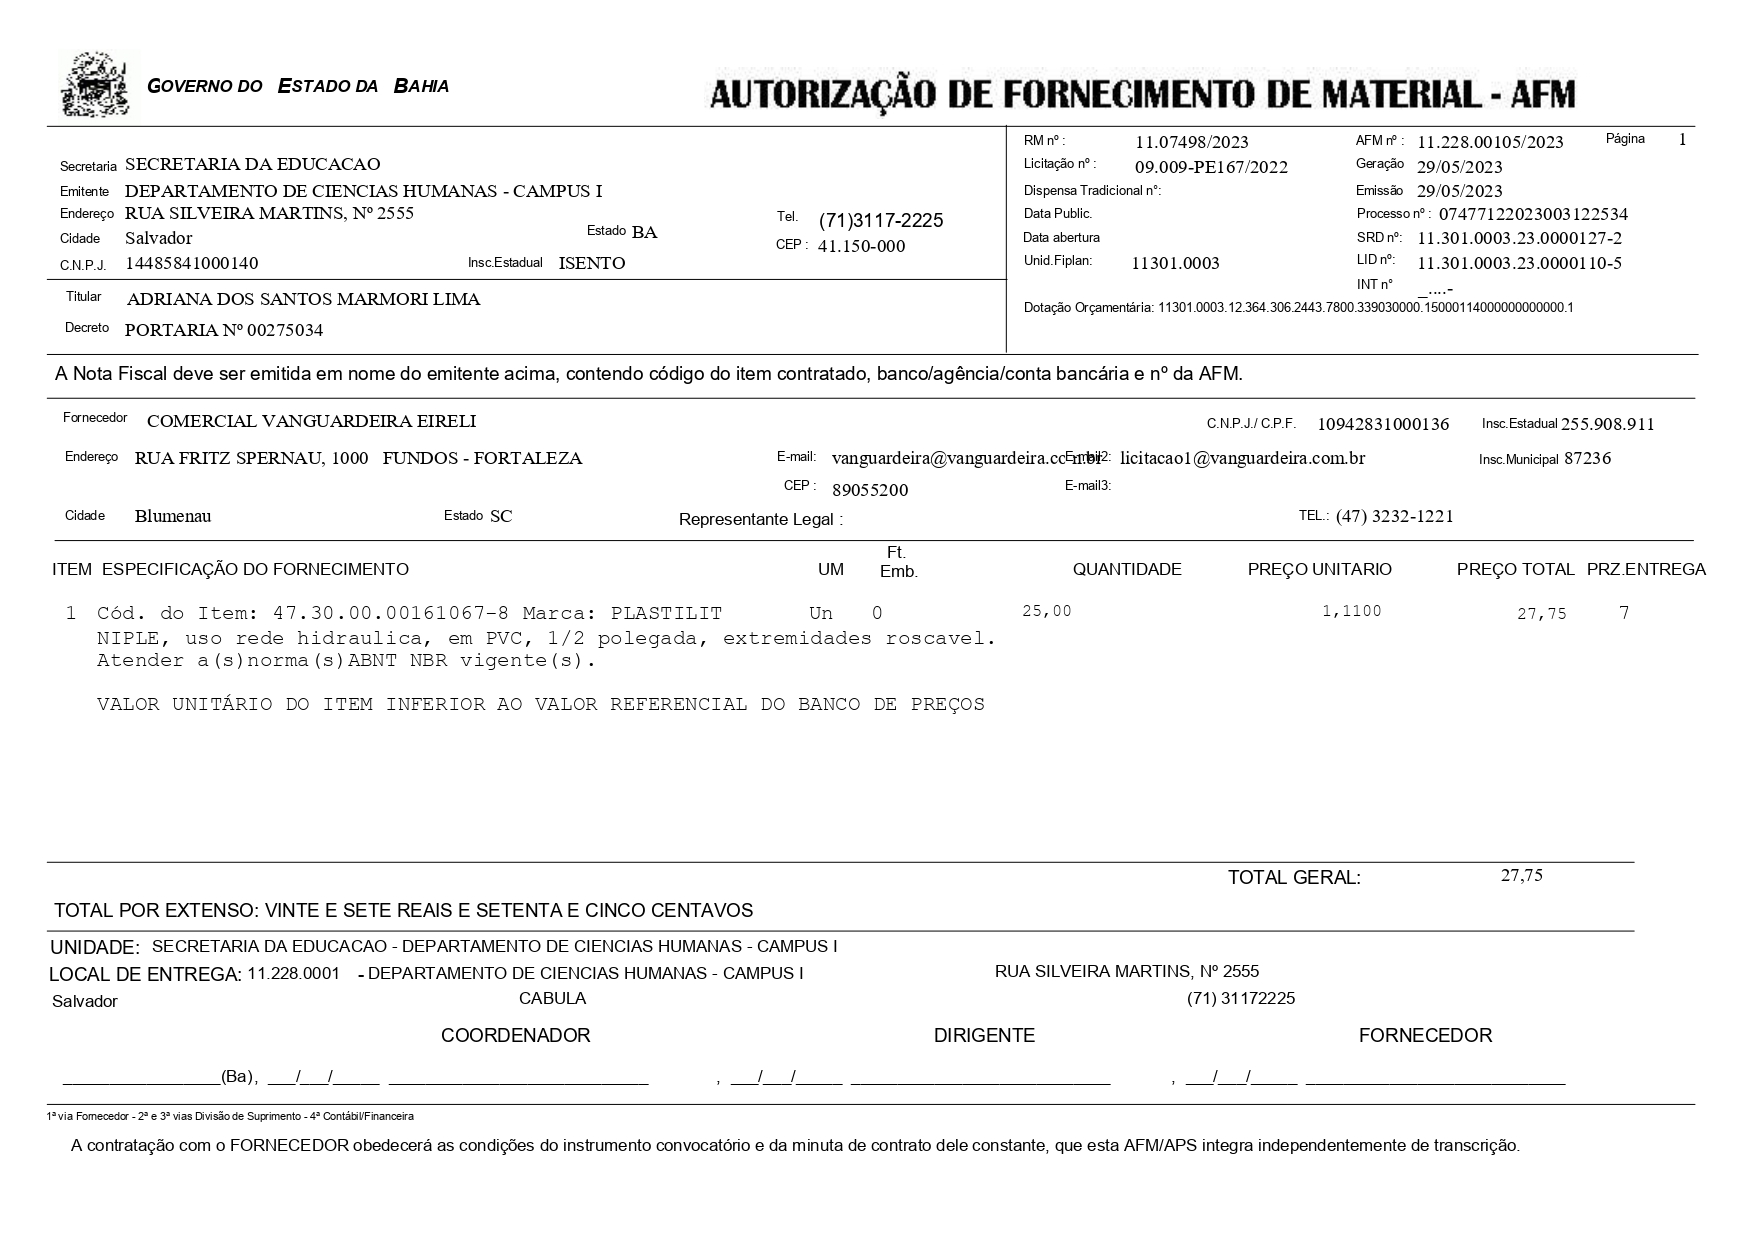 GOVERNO DO ESTADO DA BAHIA
AUTORIZAÇÃO DE FORNECIMENTO DE MATERIAL - AFM
RM nº : 11.07498/2023 AFM nº : 11.228.00105/2023 Página 1
Secretaria SECRETARIA DA EDUCACAO Licitação nº : 09.009-PE167/2022 Geração 29/05/2023
Emitente DEPARTAMENTO DE CIENCIAS HUMANAS - CAMPUS I Dispensa Tradicional n°: Emissão 29/05/2023
Endereço RUA SILVEIRA MARTINS, Nº 2555 Tel. (71)3117-2225 Data Public. Processo nº : 07477122023003122534
Cidade Salvador Estado BA CEP : 41.150-000 Data abertura SRD nº: 11.301.0003.23.0000127-2
C.N.P.J. 14485841000140 Insc.Estadual ISENTO Unid.Fiplan: 11301.0003 LID nº: 11.301.0003.23.0000110-5
INT n° _....-
Titular ADRIANA DOS SANTOS MARMORI LIMA Dotação Orçamentária: 11301.0003.12.364.306.2443.7800.339030000.15000114000000000000.1
Decreto PORTARIA Nº 00275034
A Nota Fiscal deve ser emitida em nome do emitente acima, contendo código do item contratado, banco/agência/conta bancária e nº da AFM.
Fornecedor COMERCIAL VANGUARDEIRA EIRELI C.N.P.J./ C.P.F. 10942831000136 Insc.Estadual 255.908.911
Endereço RUA FRITZ SPERNAU, 1000 FUNDOS - FORTALEZA E-mail: vanguardeira@vanguardeira.com.br E-mail2: licitacao1@vanguardeira.com.br Insc.Municipal 87236
CEP : 89055200 E-mail3:
Cidade Blumenau Estado SC Representante Legal : TEL.: (47) 3232-1221
ITEM ESPECIFICAÇÃO DO FORNECIMENTO UM Ft. Emb. QUANTIDADE PREÇO UNITARIO PREÇO TOTAL PRZ.ENTREGA
1 Cód. do Item: 47.30.00.00161067-8 Marca: PLASTILIT Un 0 25,00 1,1100 27,75 7
NIPLE, uso rede hidraulica, em PVC, 1/2 polegada, extremidades roscavel.
Atender a(s)norma(s)ABNT NBR vigente(s).
VALOR UNITÁRIO DO ITEM INFERIOR AO VALOR REFERENCIAL DO BANCO DE PREÇOS
TOTAL GERAL: 27,75
TOTAL POR EXTENSO: VINTE E SETE REAIS E SETENTA E CINCO CENTAVOS
UNIDADE: SECRETARIA DA EDUCACAO - DEPARTAMENTO DE CIENCIAS HUMANAS - CAMPUS I
LOCAL DE ENTREGA: 11.228.0001 - DEPARTAMENTO DE CIENCIAS HUMANAS - CAMPUS I RUA SILVEIRA MARTINS, Nº 2555
Salvador CABULA (71) 31172225
COORDENADOR DIRIGENTE FORNECEDOR
_________________(Ba), ___/___/_____ ____________________________ , ___/___/_____ ____________________________ , ___/___/_____ ____________________________
1ª via Fornecedor - 2ª e 3ª vias Divisão de Suprimento - 4ª Contábil/Financeira
A contratação com o FORNECEDOR obedecerá as condições do instrumento convocatório e da minuta de contrato dele constante, que esta AFM/APS integra independentemente de transcrição.